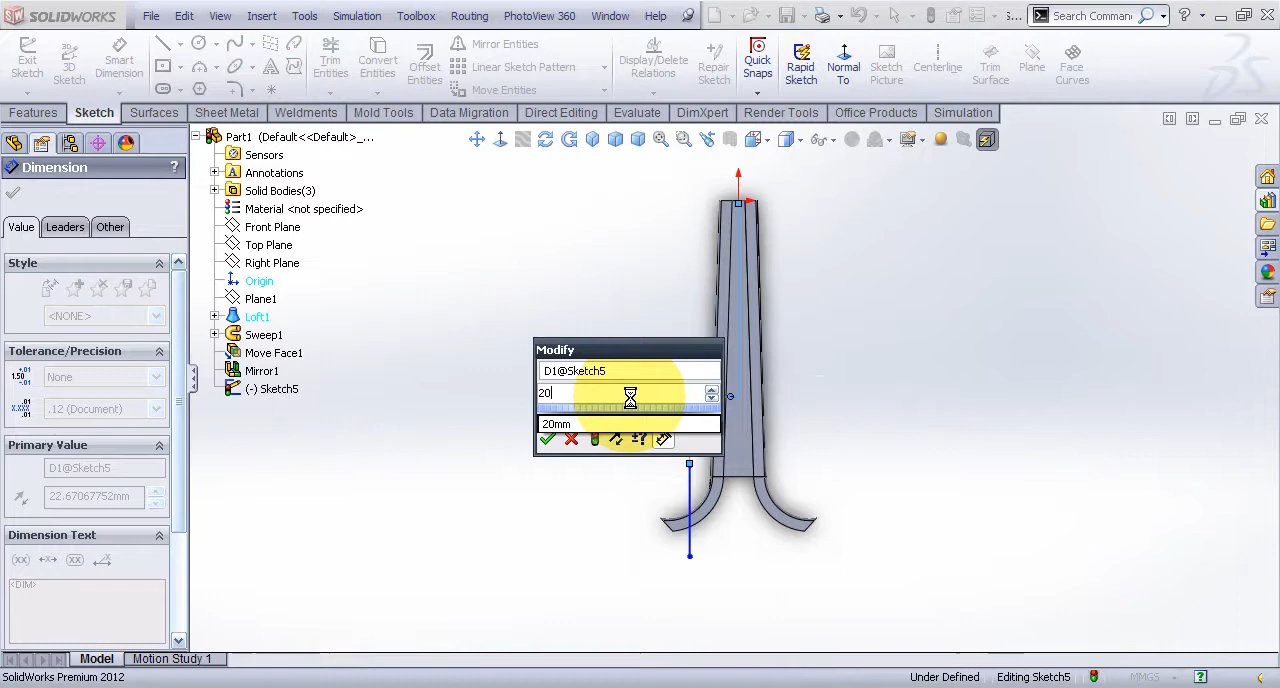 SOLIDWORKS File Edit View Insert Tools Simulation Toolbox Routing PhotoView 360 Window Help S... Search Comman
Exit Sketch 3D Sketch Smart Dimension Trim Entities Convert Entities Offset Entities Mirror Entities Linear Sketch Pattern Move Entities Display/Delete Relations Repair Sketch Quick Snaps Rapid Sketch Normal To Sketch Picture Centerline Trim Surface Plane Face Curves
Features Sketch Surfaces Sheet Metal Weldments Mold Tools Data Migration Direct Editing Evaluate DimXpert Render Tools Office Products Simulation
Part1 (Default<<Default>_...
Dimension ?
Sensors
Annotations
Solid Bodies(3)
Material <not specified>
Front Plane
Top Plane
Right Plane
Origin
Plane1
Loft1
Sweep1
Move Face1
Mirror1
(-) Sketch5
Value Leaders Other
Style
<NONE>
Tolerance/Precision
None
.12 (Document)
Primary Value
D1@Sketch5
22.67067752mm
Dimension Text
<DIM>
Modify
D1@Sketch5
20
20mm
Model Motion Study 1
SolidWorks Premium 2012 Under Defined Editing Sketch5 MMGS